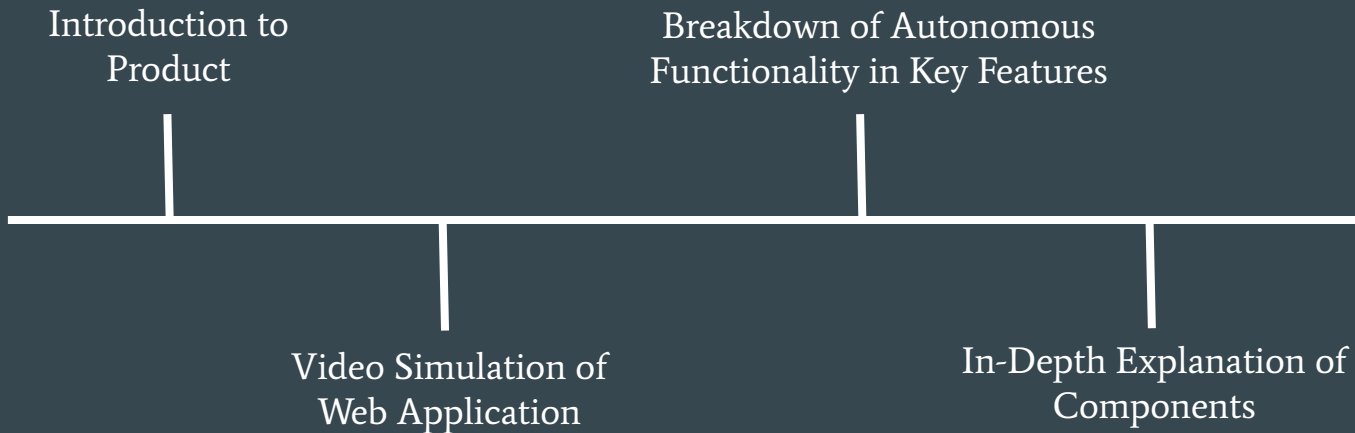 Introduction to
Product
Breakdown of Autonomous
Functionality in Key Features
Video Simulation of
Web Application
In-Depth Explanation of
Components